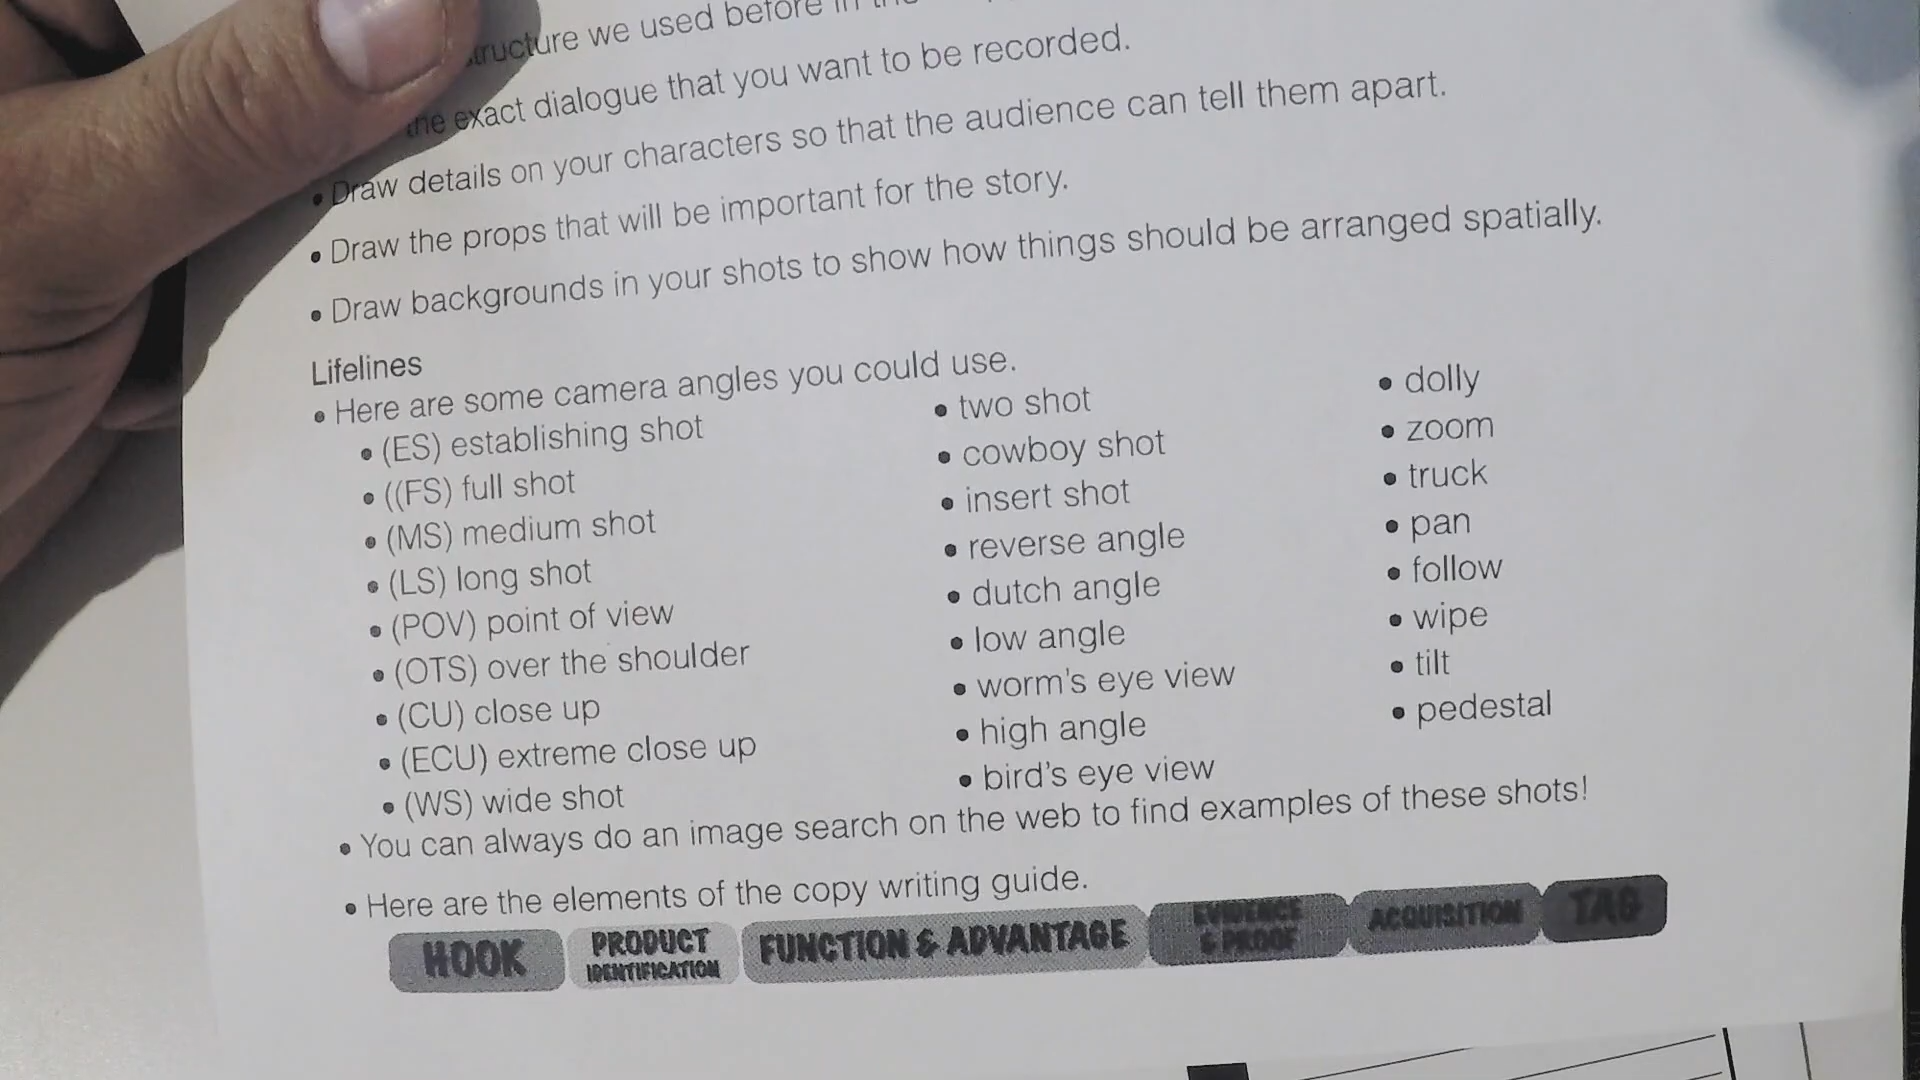 structure we used before in
the exact dialogue that you want to be recorded.
• Draw details on your characters so that the audience can tell them apart.
• Draw the props that will be important for the story.
• Draw backgrounds in your shots to show how things should be arranged spatially.
Lifelines
• Here are some camera angles you could use.
• (ES) establishing shot
• ((FS) full shot
• (MS) medium shot
• (LS) long shot
• (POV) point of view
• (OTS) over the shoulder
• (CU) close up
• (ECU) extreme close up
• (WS) wide shot
• two shot
• cowboy shot
• insert shot
• reverse angle
• dutch angle
• low angle
• worm's eye view
• high angle
• bird's eye view
• dolly
• zoom
• truck
• pan
• follow
• wipe
• tilt
• pedestal
• You can always do an image search on the web to find examples of these shots!
• Here are the elements of the copy writing guide.
HOOK
PRODUCT
IDENTIFICATION
FUNCTION & ADVANTAGE
EVIDENCE
& PROOF
ACQUISITION
TAG